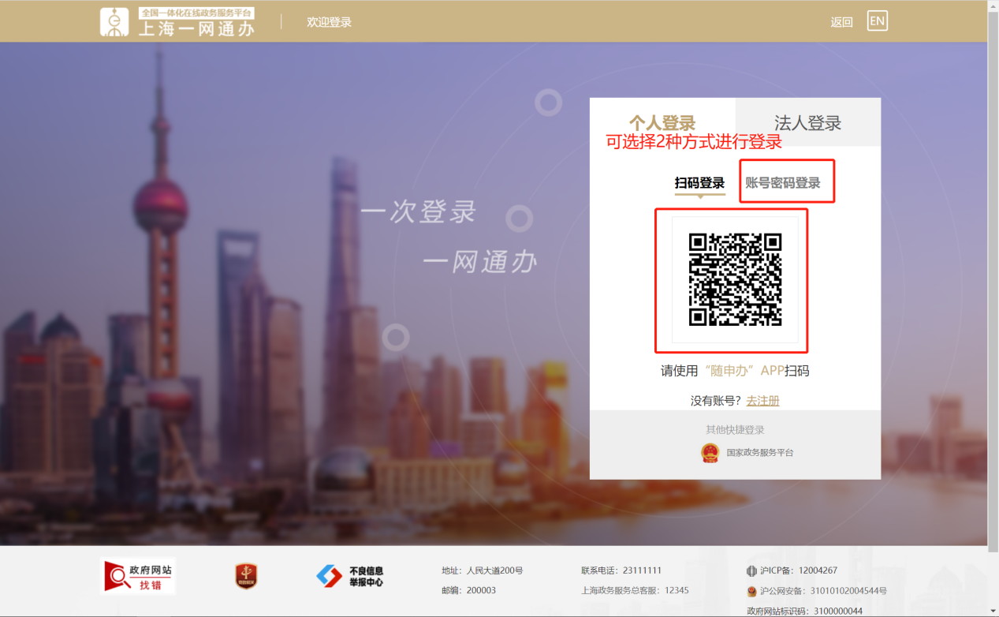 全国一体化在线政务服务平台
上海一网通办
欢迎登录
返回
EN
个人登录
法人登录
可选择2种方式进行登录
扫码登录
账号密码登录
一次登录
一网通办
请使用“随申办”APP扫码
没有账号？去注册
其他快捷登录
国家政务服务平台
政府网站
找错
不良信息
举报中心
地址：人民大道200号
邮编：200003
联系电话：23111111
上海政务服务总客服：12345
沪ICP备：12004267
沪公网安备：31010102004544号
政府网站标识码：3100000044